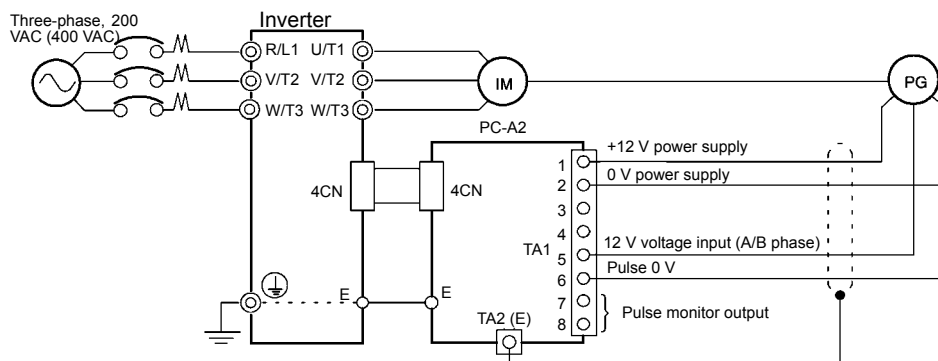 Three-phase, 200
VAC (400 VAC)
Inverter
R/L1 U/T1
V/T2 V/T2
W/T3 W/T3
IM
PG
PC-A2
4CN
4CN
1
2
3
4
5
6
7
8
TA1
+12 V power supply
0 V power supply
12 V voltage input (A/B phase)
Pulse 0 V
Pulse monitor output
E
E
TA2 (E)